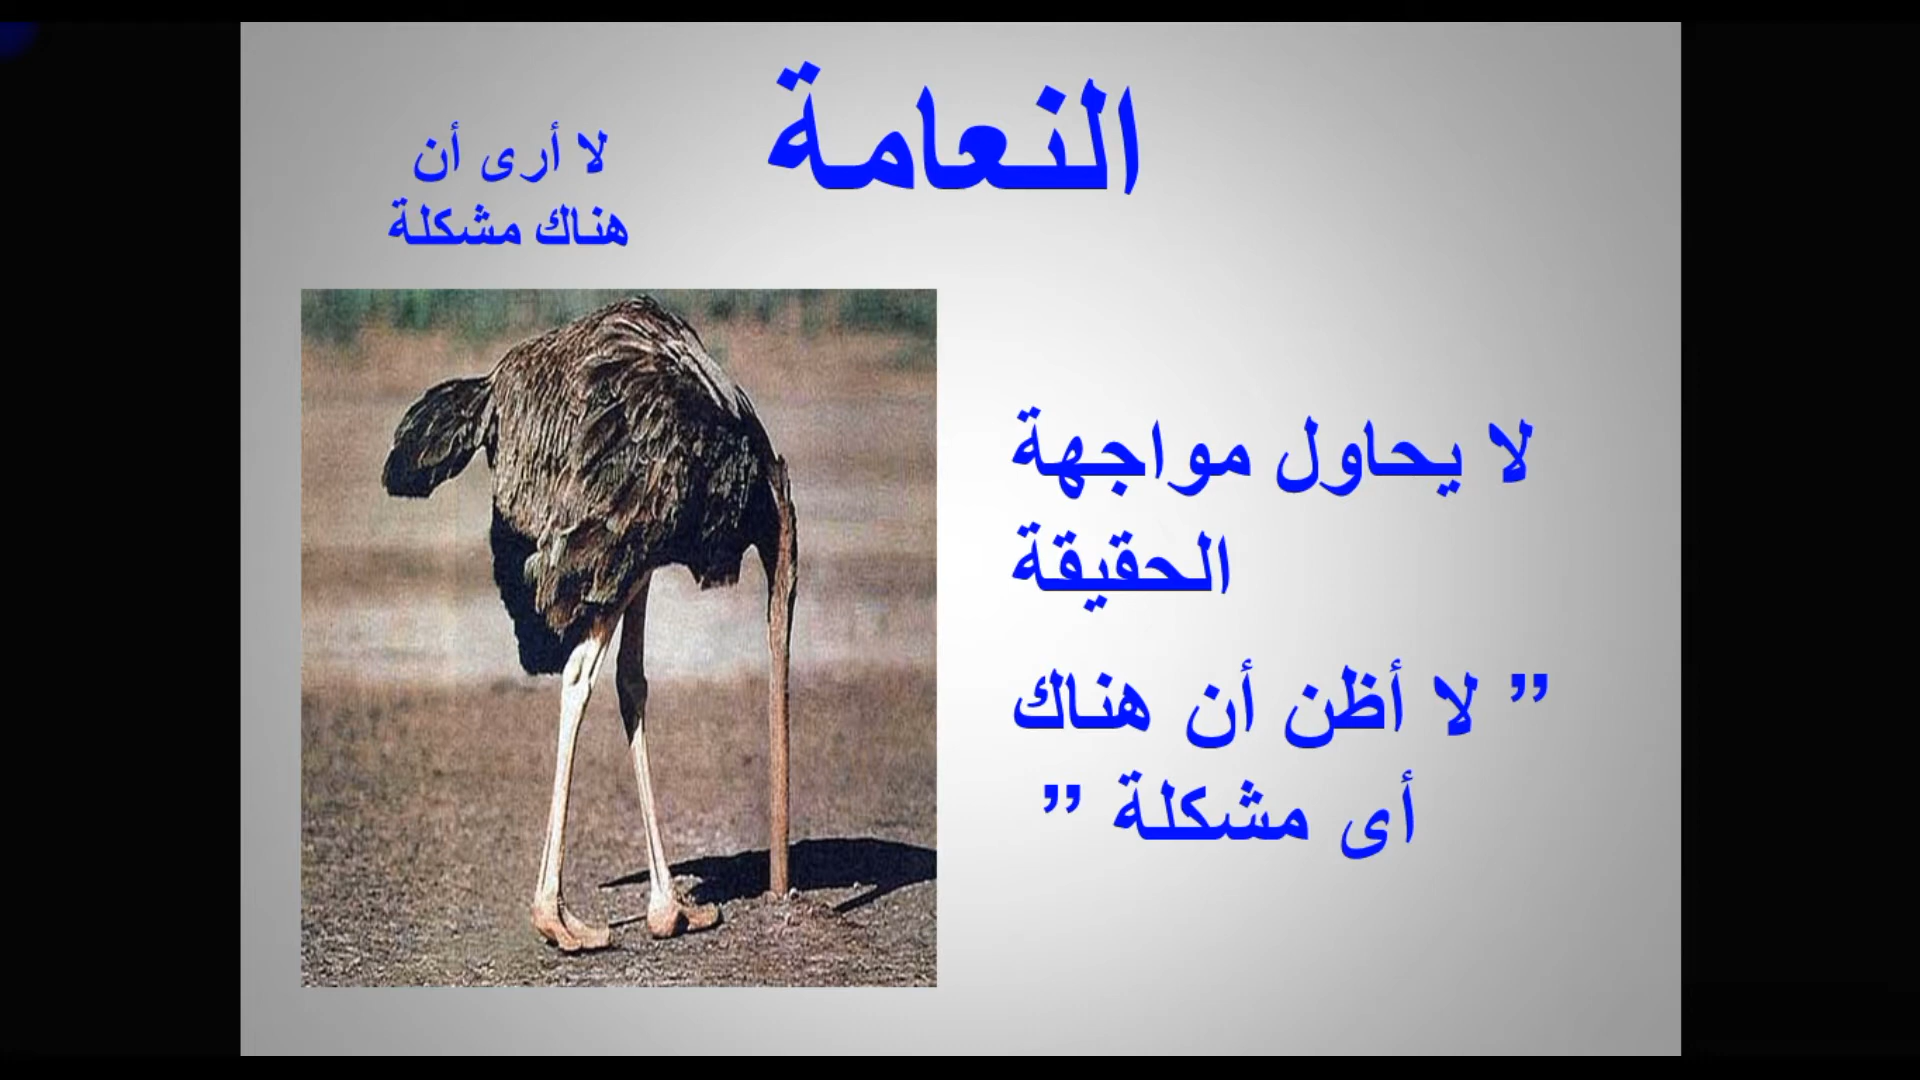 النعامة
لا أرى أن
هناك مشكلة
لا يحاول مواجهة
الحقيقة
” لا أظن أن هناك
أى مشكلة ”